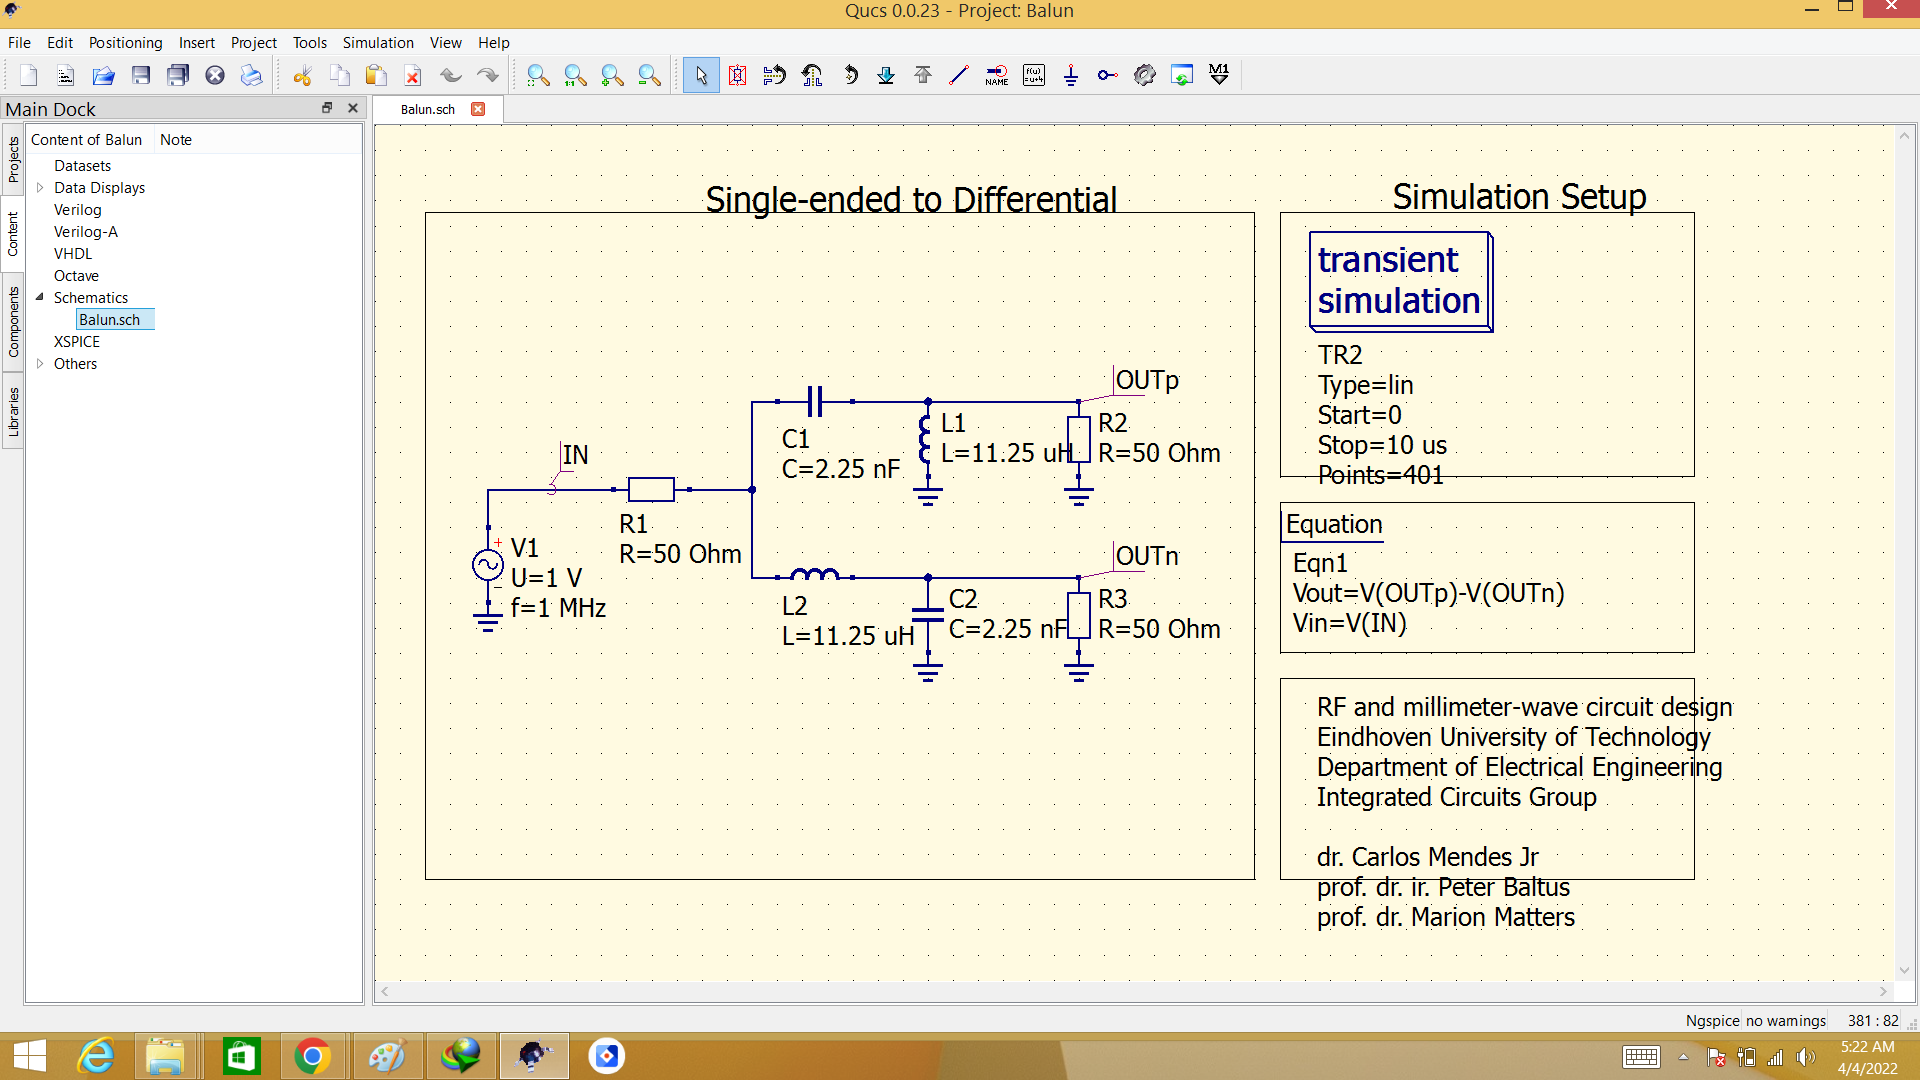 Qucs 0.0.23 - Project: Balun
File Edit Positioning Insert Project Tools Simulation View Help
1:1
NAME
f(u)
=u+4
M1
Main Dock
Balun.sch
Projects
Content
Components
Libraries
Content of Balun Note
Datasets
Data Displays
Verilog
Verilog-A
VHDL
Octave
Schematics
Balun.sch
XSPICE
Others
Single-ended to Differential
IN
V1
U=1 V
f=1 MHz
R1
R=50 Ohm
C1
C=2.25 nF
L1
L=11.25 uH
OUTp
R2
R=50 Ohm
L2
L=11.25 uH
C2
C=2.25 nF
OUTn
R3
R=50 Ohm
Simulation Setup
transient
simulation
TR2
Type=lin
Start=0
Stop=10 us
Points=401
Equation
Eqn1
Vout=V(OUTp)-V(OUTn)
Vin=V(IN)
RF and millimeter-wave circuit design
Eindhoven University of Technology
Department of Electrical Engineering
Integrated Circuits Group
dr. Carlos Mendes Jr
prof. dr. ir. Peter Baltus
prof. dr. Marion Matters
Ngspice no warnings 381 : 82
5:22 AM
4/4/2022